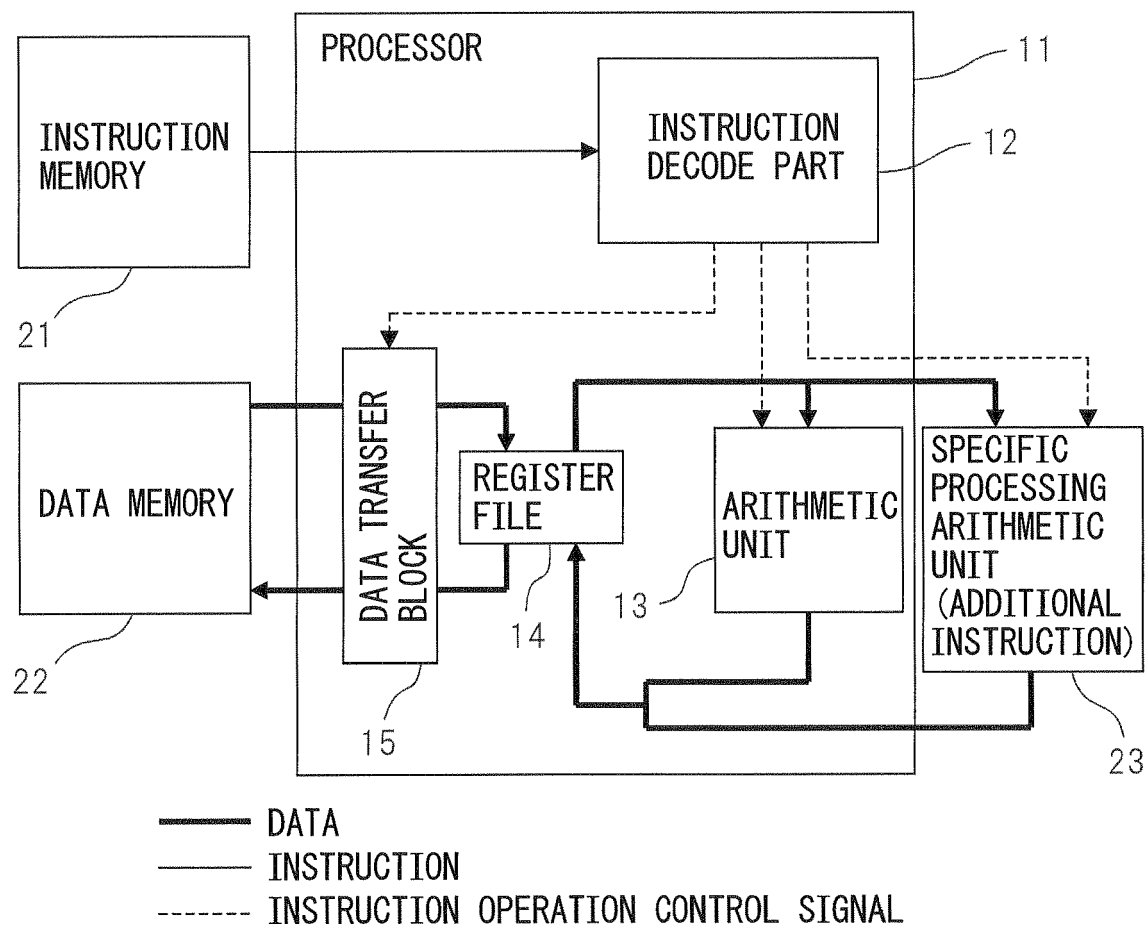 PROCESSOR
11
INSTRUCTION
MEMORY
21
INSTRUCTION
DECODE PART
12
DATA MEMORY
22
DATA TRANSFER
BLOCK
15
REGISTER
FILE
14
ARITHMETIC
UNIT
13
SPECIFIC
PROCESSING
ARITHMETIC
UNIT
(ADDITIONAL
INSTRUCTION)
23
DATA
INSTRUCTION
INSTRUCTION OPERATION CONTROL SIGNAL